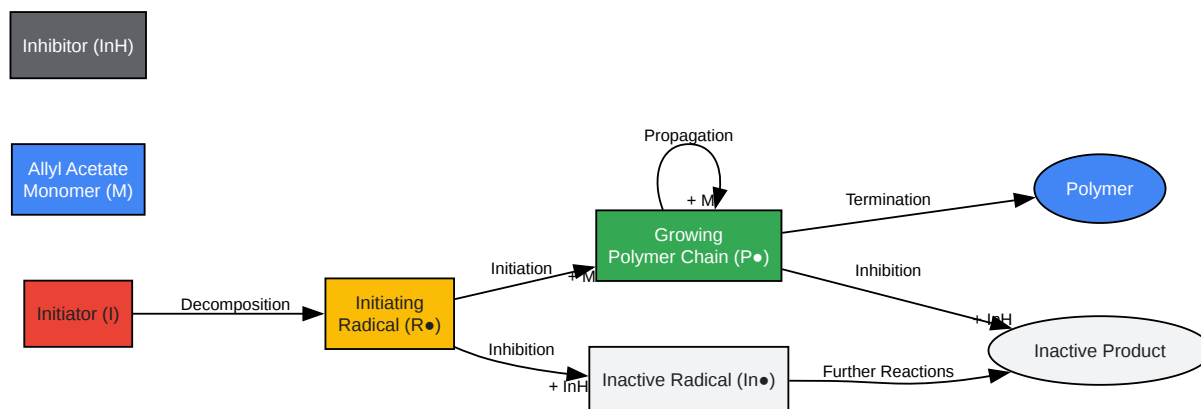 Inhibitor (InH)
Allyl Acetate
Monomer (M)
Initiator (I)
Decomposition
Initiating
Radical (R●)
Initiation
+ M
Inhibition
+ InH
Propagation
+ M
Growing
Polymer Chain (P●)
Inactive Radical (In●)
Termination
Inhibition
+ InH
Further Reactions
Polymer
Inactive Product